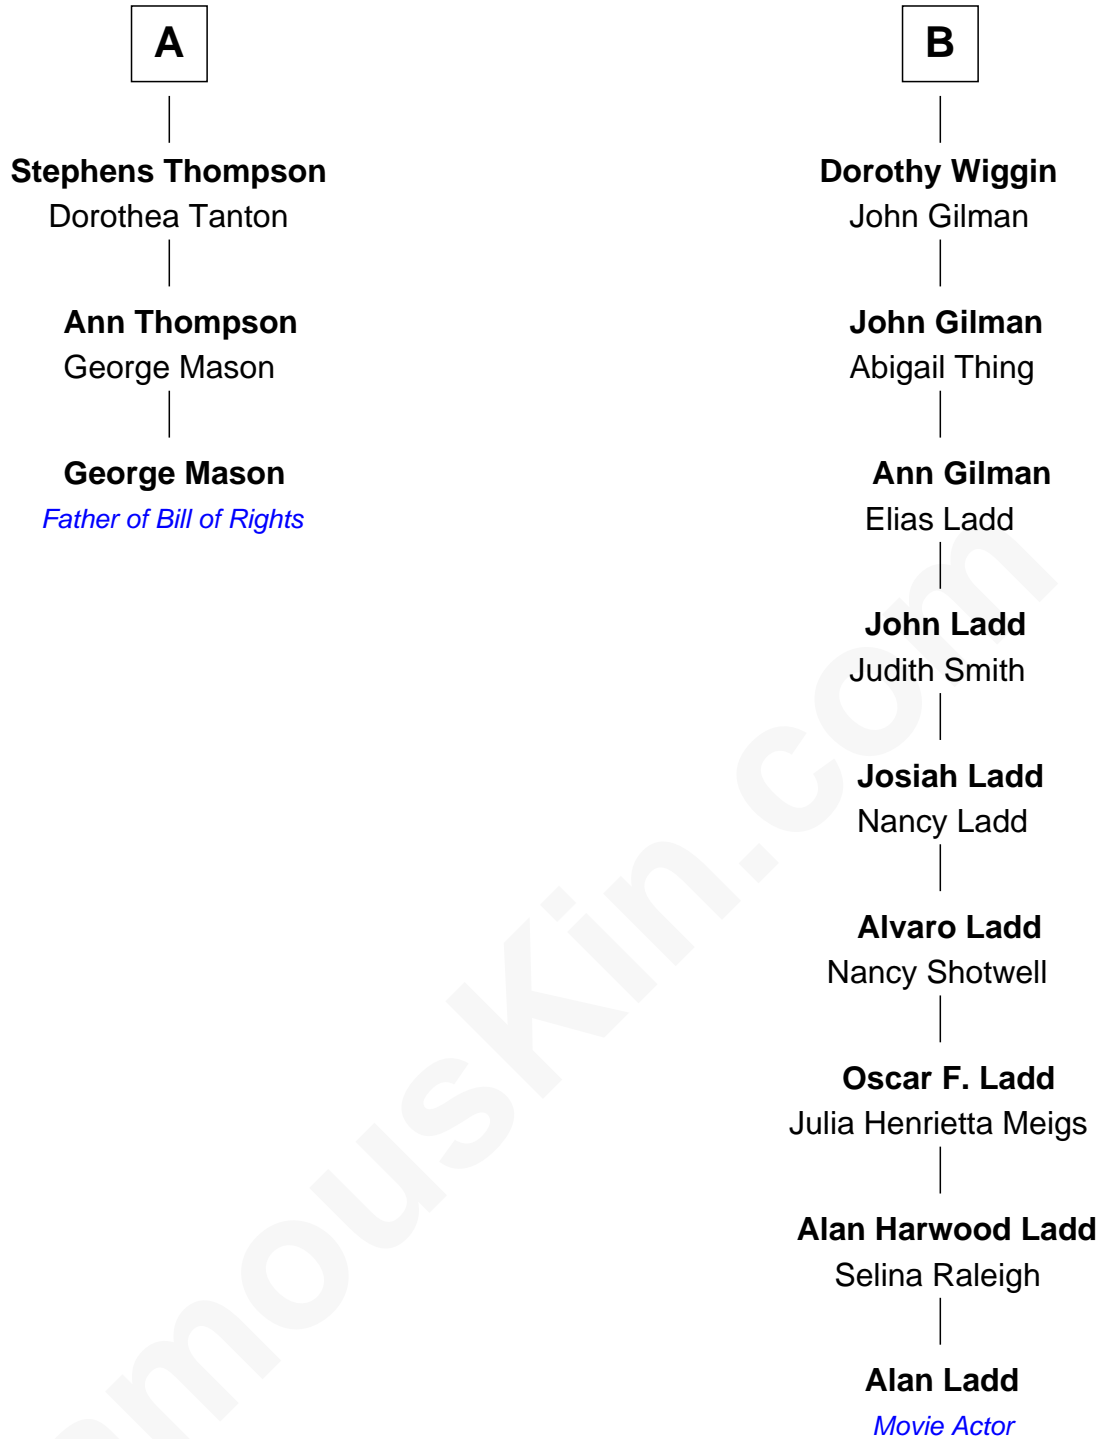 A
Stephens Thompson
Dorothea Tanton
Ann Thompson
George Mason
George Mason
Father of Bill of Rights
B
Dorothy Wiggin
John Gilman
John Gilman
Abigail Thing
Ann Gilman
Elias Ladd
John Ladd
Judith Smith
Josiah Ladd
Nancy Ladd
Alvaro Ladd
Nancy Shotwell
Oscar F. Ladd
Julia Henrietta Meigs
Alan Harwood Ladd
Selina Raleigh
Alan Ladd
Movie Actor
amouskin.com